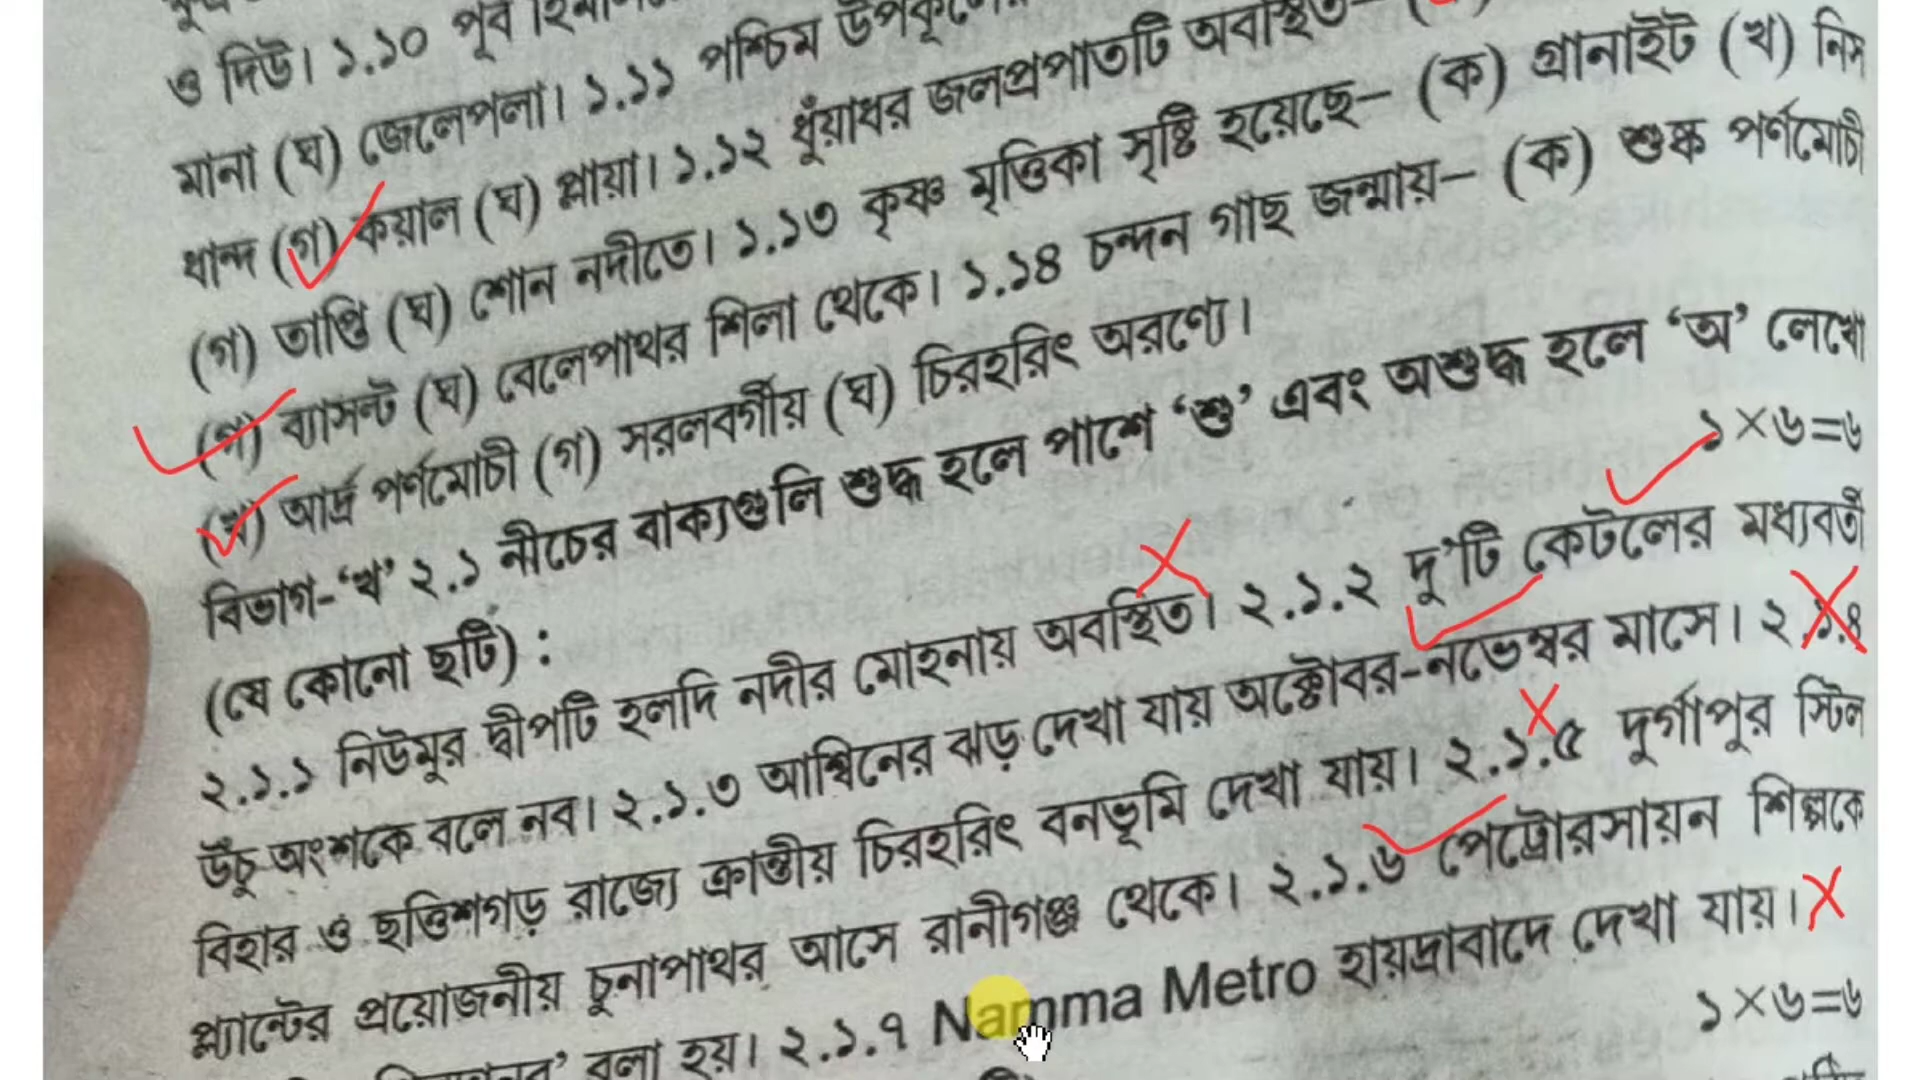 ও দিউ। ১.১০ পূর্ব
মানা (ঘ) জেলেপলা। ১.১১ পশ্চিম উপকূলের
ধান্দ (গ) কয়াল (ঘ) প্লায়া। ১.১২ ধুঁয়াধর জলপ্রপাতটি অবস্থিত–
(গ) তাপ্তি (ঘ) শোন নদীতে। ১.১৩ কৃষ্ণ মৃত্তিকা সৃষ্টি হয়েছে– (ক) গ্রানাইট (খ) নিস
(গ) ব্যাসল্ট (ঘ) বেলেপাথর শিলা থেকে। ১.১৪ চন্দন গাছ জন্মায়– (ক) শুষ্ক পর্ণমোচী
(খ) আর্দ্র পর্ণমোচী (গ) সরলবর্গীয় (ঘ) চিরহরিৎ অরণ্যে।
বিভাগ-‘খ’ ২.১ নীচের বাক্যগুলি শুদ্ধ হলে পাশে ‘শু’ এবং অশুদ্ধ হলে ‘অ’ লেখো
(যে কোনো ছটি) : ১×৬=৬
২.১.১ নিউমুর দ্বীপটি হলদি নদীর মোহনায় অবস্থিত। ২.১.২ দু’টি কেটলের মধ্যবর্তী
উঁচু অংশকে বলে নব। ২.১.৩ আশ্বিনের ঝড় দেখা যায় অক্টোবর-নভেম্বর মাসে। ২.১.৪
বিহার ও ছত্তিশগড় রাজ্যে ক্রান্তীয় চিরহরিৎ বনভূমি দেখা যায়। ২.১.৫ দুর্গাপুর স্টিল
প্ল্যান্টের প্রয়োজনীয় চুনাপাথর আসে রানীগঞ্জ থেকে। ২.১.৬ পেট্রোরসায়ন শিল্পকে
বলা হয়। ২.১.৭ Namma Metro হায়দ্রাবাদে দেখা যায়।
১×৬=৬